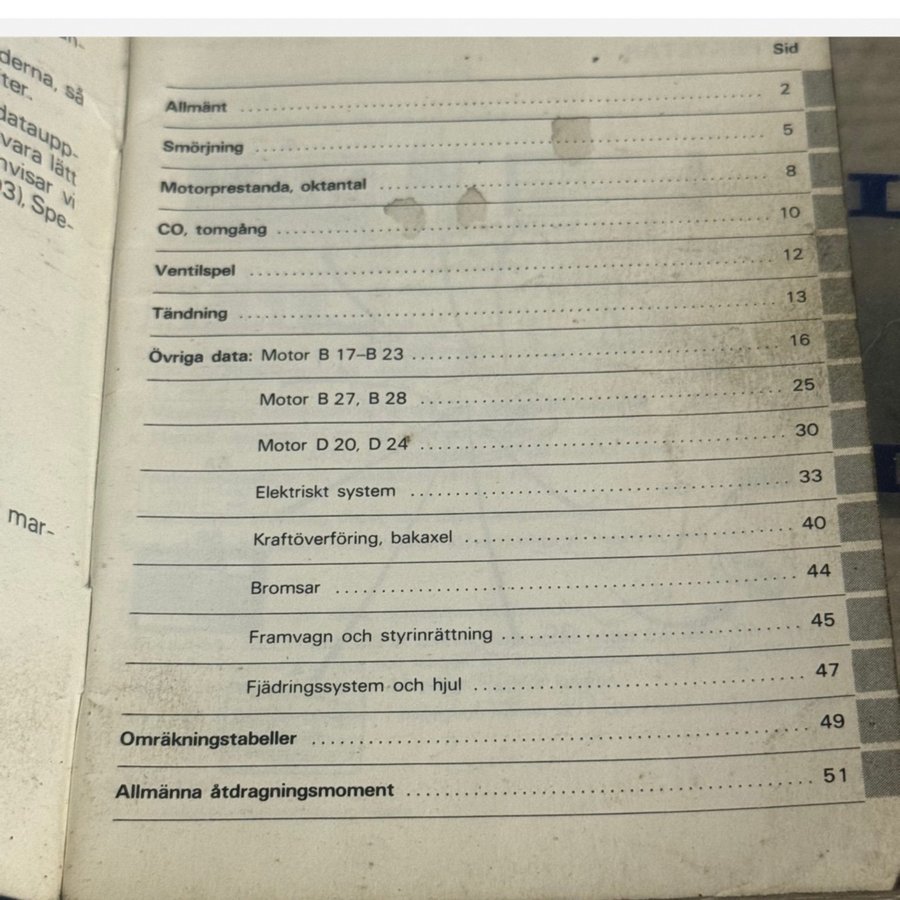 derna, så
ter.
dataupp-
vara lätt
nvisar vi
03), Spe-
mar-
Sid
Allmänt 2
Smörjning 5
Motorprestanda, oktantal 8
CO, tomgång 10
Ventilspel 12
Tändning 13
Övriga data: Motor B 17–B 23 16
Motor B 27, B 28 25
Motor D 20, D 24 30
Elektriskt system 33
Kraftöverföring, bakaxel 40
Bromsar 44
Framvagn och styrinrättning 45
Fjädringssystem och hjul 47
Omräkningstabeller 49
Allmänna åtdragningsmoment 51